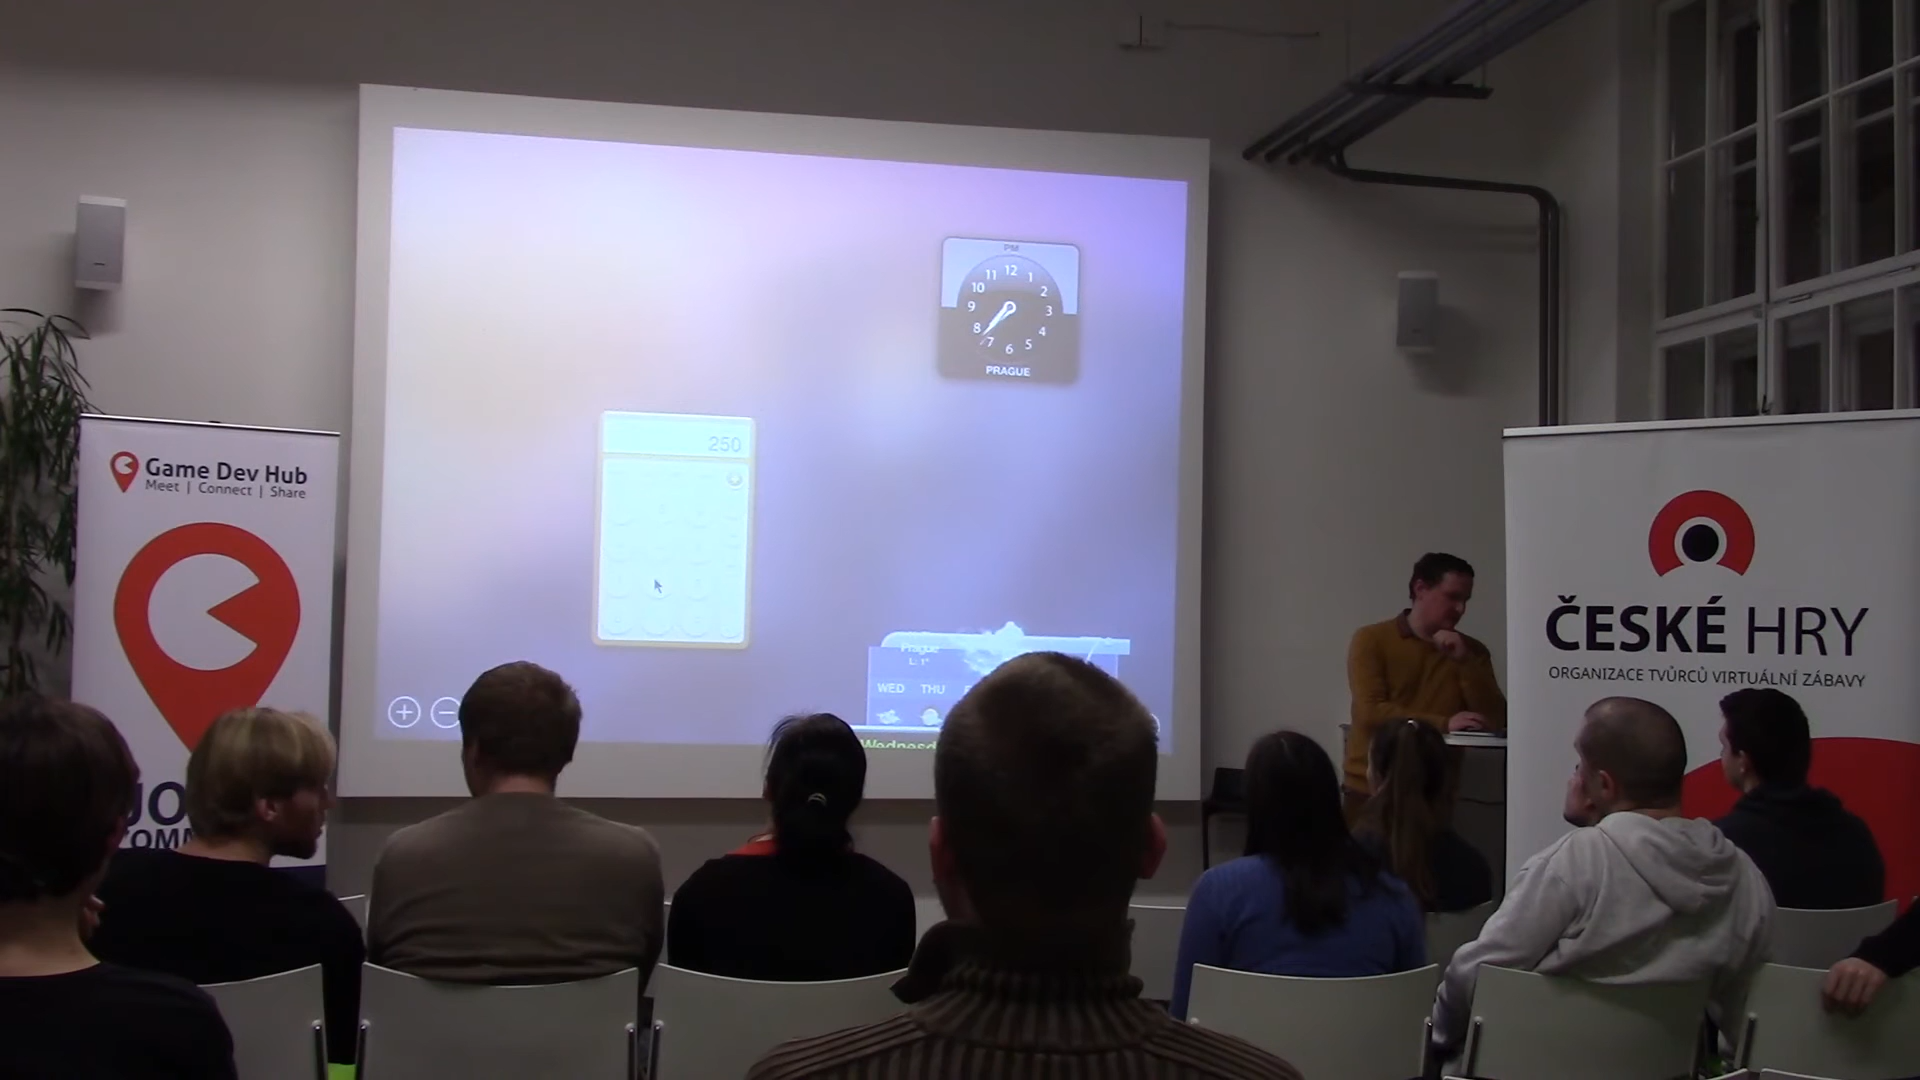 PM
12
11
1
10
2
9
3
8
4
7
5
6
PRAGUE
250
Game Dev Hub
Meet | Connect | Share
ČESKÉ HRY
ORGANIZACE TVŮRCŮ VIRTUÁLNÍ ZÁBAVY
Prague
L: 1°
WED THU